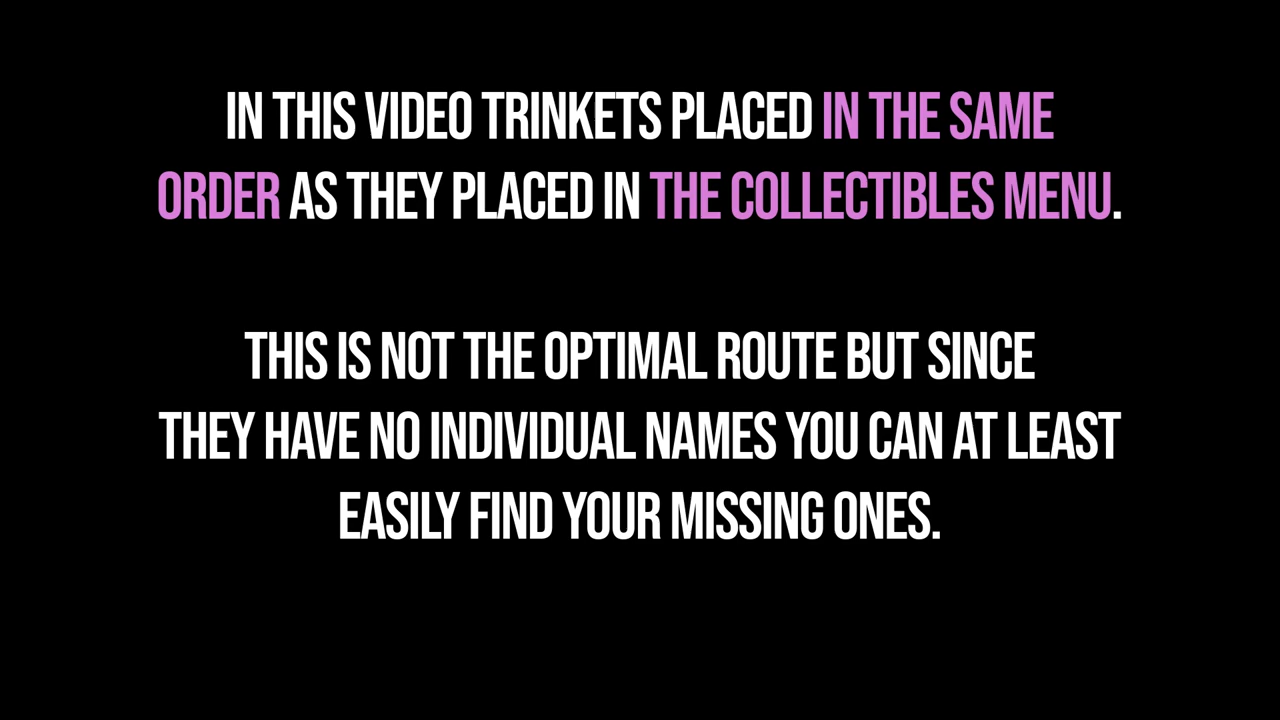 IN THIS VIDEO TRINKETS PLACED IN THE SAME
ORDER AS THEY PLACED IN THE COLLECTIBLES MENU.
THIS IS NOT THE OPTIMAL ROUTE BUT SINCE
THEY HAVE NO INDIVIDUAL NAMES YOU CAN AT LEAST
EASILY FIND YOUR MISSING ONES.